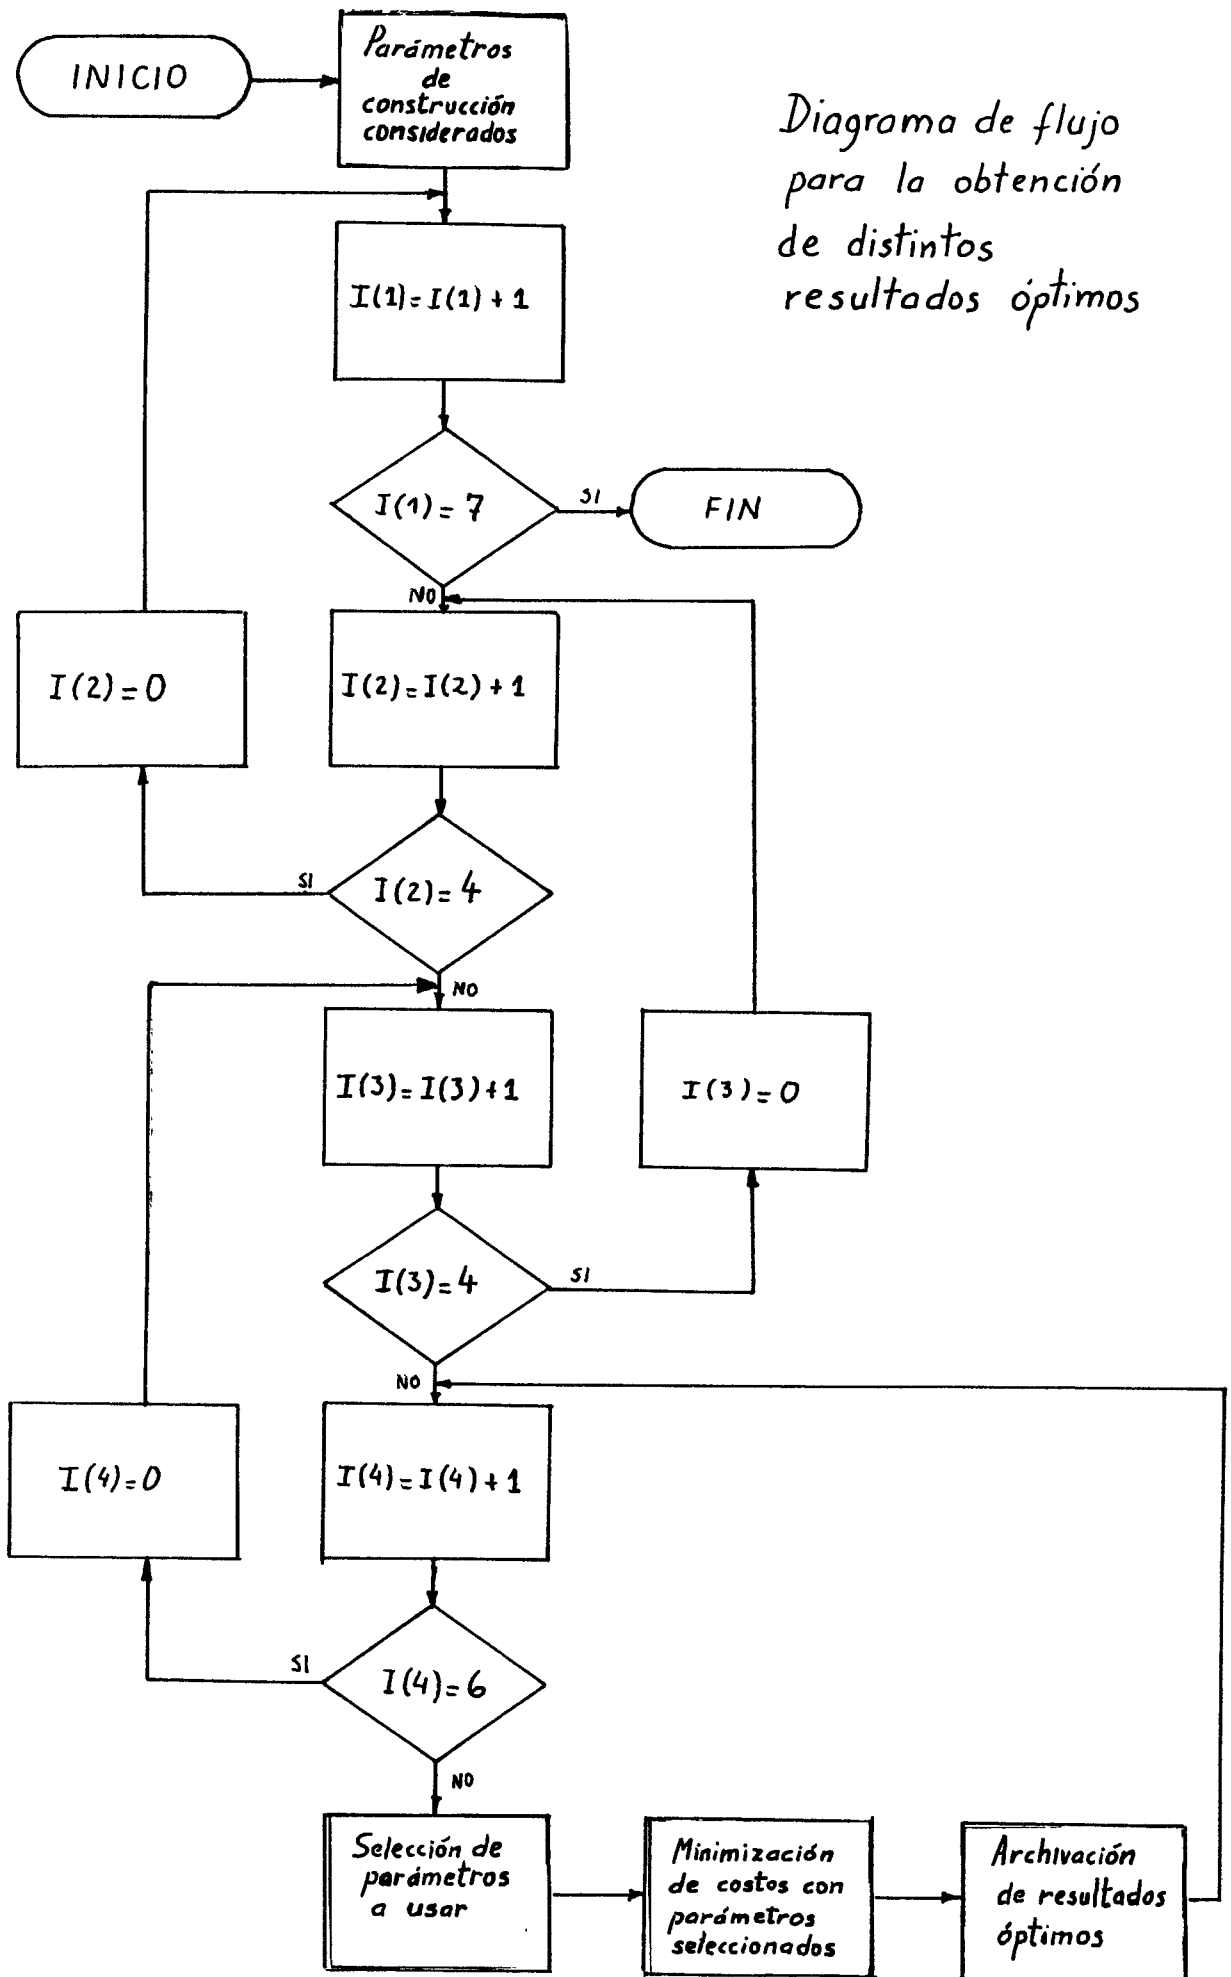 INICIO
Parámetros
de
construcción
considerados
Diagrama de flujo
para la obtención
de distintos
resultados óptimos
I(1)=I(1)+1
I(1)=7
SI
FIN
NO
I(2)=0
I(2)=I(2)+1
SI
I(2)=4
NO
I(3)=I(3)+1
I(3)=0
I(3)=4
SI
NO
I(4)=0
I(4)=I(4)+1
SI
I(4)=6
NO
Selección de
parámetros
a usar
Minimización
de costos con
parámetros
seleccionados
Archivación
de resultados
óptimos